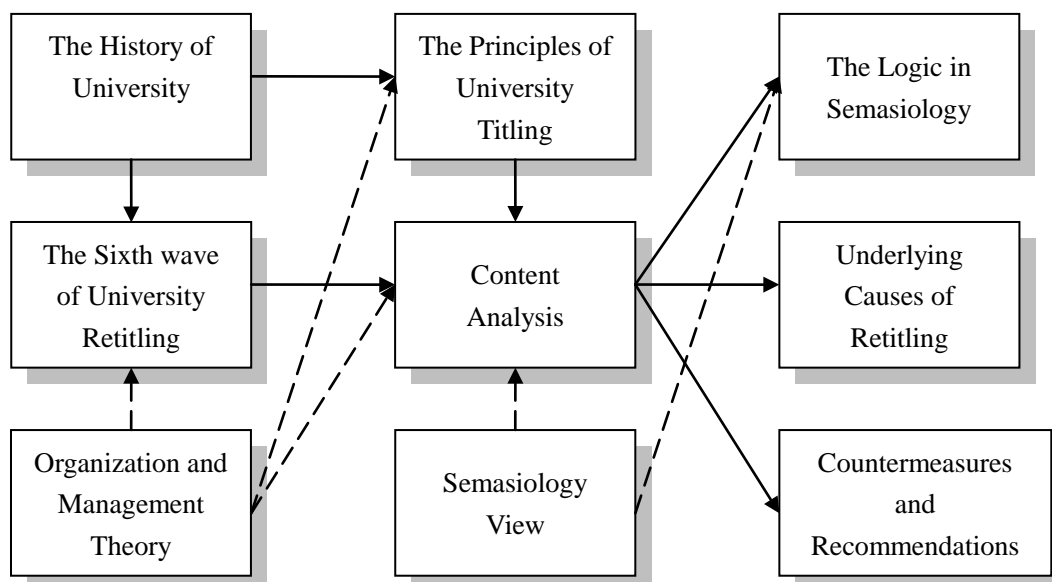 The History of
University
The Principles of
University
Titling
The Logic in
Semasiology
The Sixth wave
of University
Retitling
Content
Analysis
Underlying
Causes of
Retitling
Organization and
Management
Theory
Semasiology
View
Countermeasures
and
Recommendations